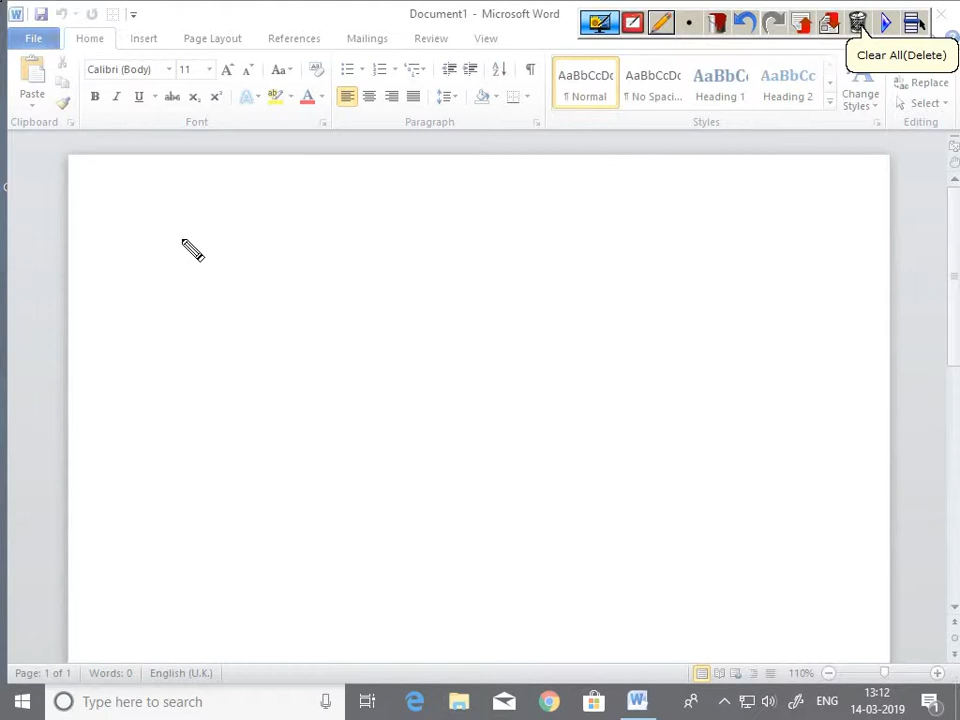 Document1 - Microsoft Word
File Home Insert Page Layout References Mailings Review View
Clear All(Delete)
Calibri (Body) 11
Paste
AaBbCcDc AaBbCcDc AaBbC AaBbCc
¶ Normal ¶ No Spaci... Heading 1 Heading 2
Change Styles
Replace
Select
Clipboard Font Paragraph Styles Editing
Page: 1 of 1 Words: 0 English (U.K.) 110%
Type here to search
ENG
13:12
14-03-2019